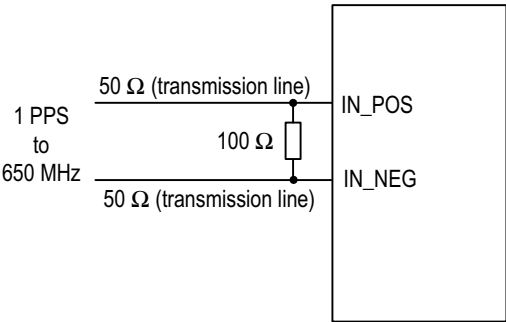 50 Ω (transmission line)
IN_POS
1 PPS
to
650 MHz
100 Ω
IN_NEG
50 Ω (transmission line)